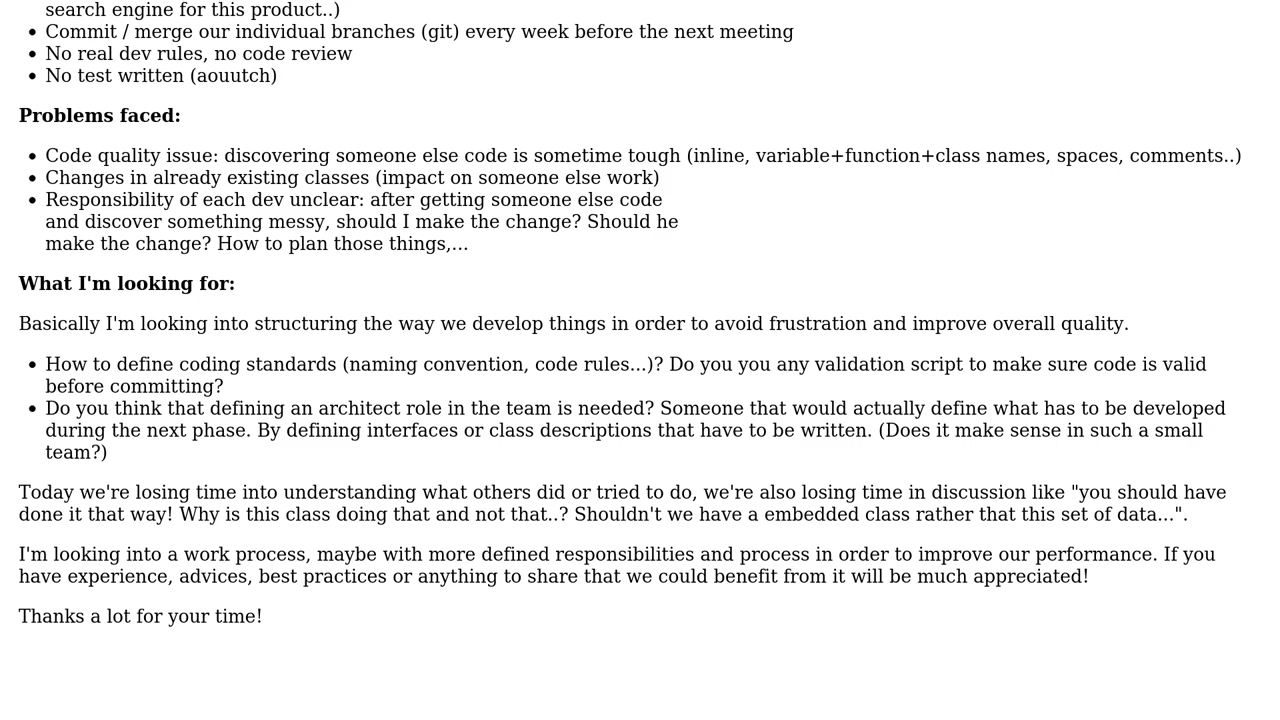 search engine for this product..)
• Commit / merge our individual branches (git) every week before the next meeting
• No real dev rules, no code review
• No test written (aouutch)
Problems faced:
• Code quality issue: discovering someone else code is sometime tough (inline, variable+function+class names, spaces, comments..)
• Changes in already existing classes (impact on someone else work)
• Responsibility of each dev unclear: after getting someone else code
and discover something messy, should I make the change? Should he
make the change? How to plan those things,...
What I'm looking for:
Basically I'm looking into structuring the way we develop things in order to avoid frustration and improve overall quality.
• How to define coding standards (naming convention, code rules...)? Do you you any validation script to make sure code is valid
before committing?
• Do you think that defining an architect role in the team is needed? Someone that would actually define what has to be developed
during the next phase. By defining interfaces or class descriptions that have to be written. (Does it make sense in such a small
team?)
Today we're losing time into understanding what others did or tried to do, we're also losing time in discussion like "you should have
done it that way! Why is this class doing that and not that..? Shouldn't we have a embedded class rather that this set of data...".
I'm looking into a work process, maybe with more defined responsibilities and process in order to improve our performance. If you
have experience, advices, best practices or anything to share that we could benefit from it will be much appreciated!
Thanks a lot for your time!